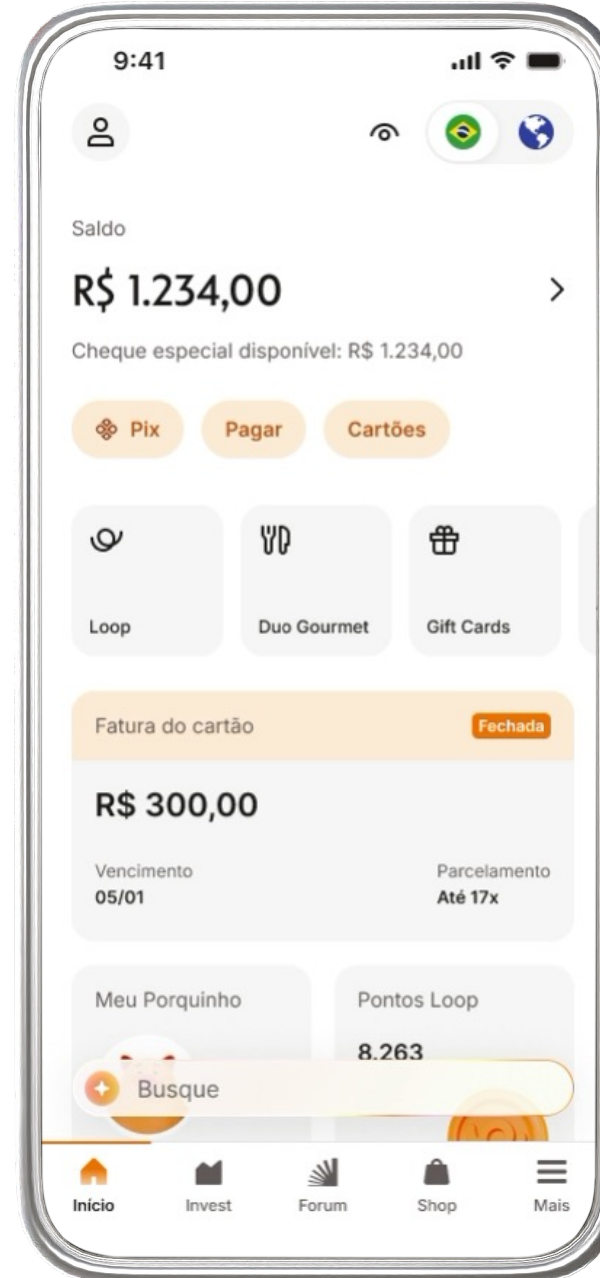 9:41
Saldo
R$ 1.234,00
Cheque especial disponível: R$ 1.234,00
Pix Pagar Cartões
Loop Duo Gourmet Gift Cards
Fatura do cartão Fechada
R$ 300,00
Vencimento Parcelamento
05/01 Até 17x
Meu Porquinho Pontos Loop
8.263
Busque
Início Invest Forum Shop Mais